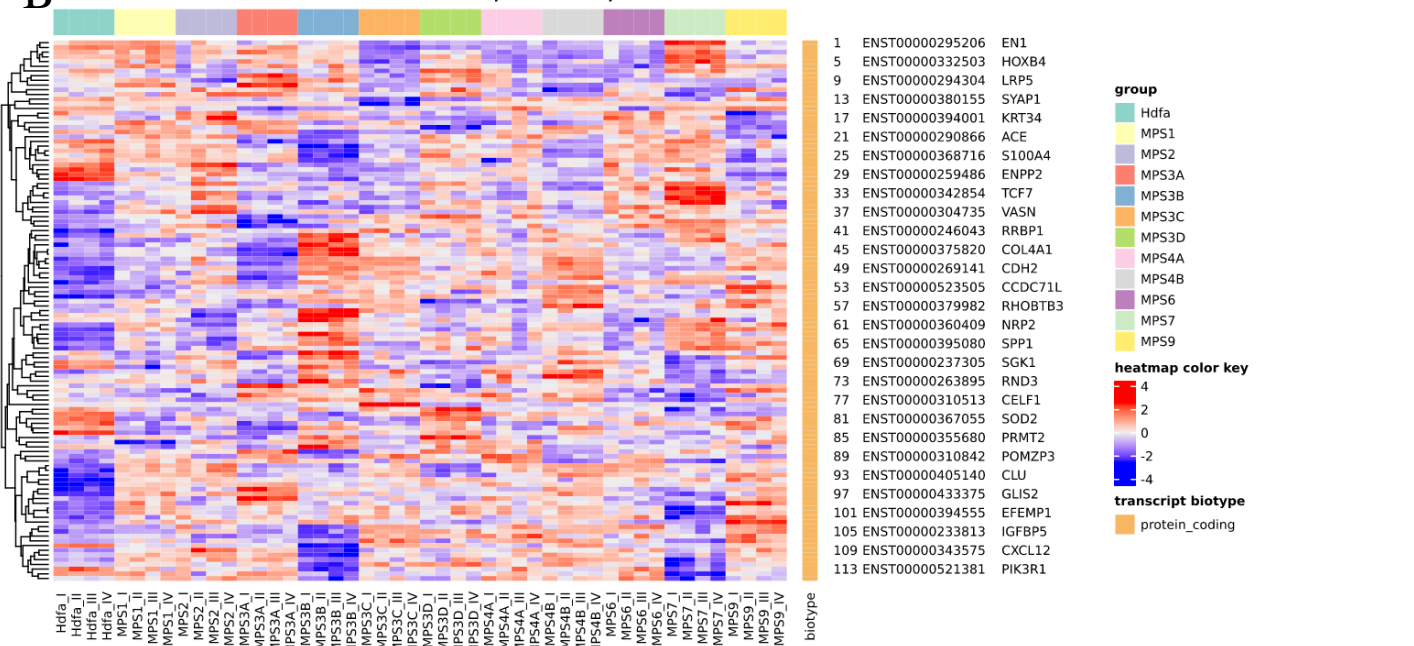 1 ENST00000295206 EN1
5 ENST00000332503 HOXB4
9 ENST00000294304 LRP5
13 ENST00000380155 SYAP1
17 ENST00000394001 KRT34
21 ENST00000290866 ACE
25 ENST00000368716 S100A4
29 ENST00000259486 ENPP2
33 ENST00000342854 TCF7
37 ENST00000304735 VASN
41 ENST00000246043 RRBP1
45 ENST00000375820 COL4A1
49 ENST00000269141 CDH2
53 ENST00000523505 CCDC71L
57 ENST00000379982 RHOBTB3
61 ENST00000360409 NRP2
65 ENST00000395080 SPP1
69 ENST00000237305 SGK1
73 ENST00000263895 RND3
77 ENST00000310513 CELF1
81 ENST00000367055 SOD2
85 ENST00000355680 PRMT2
89 ENST00000310842 POMZP3
93 ENST00000405140 CLU
97 ENST00000433375 GLIS2
101 ENST00000394555 EFEMP1
105 ENST00000233813 IGFBP5
109 ENST00000343575 CXCL12
113 ENST00000521381 PIK3R1
group
Hdfa
MPS1
MPS2
MPS3A
MPS3B
MPS3C
MPS3D
MPS4A
MPS4B
MPS6
MPS7
MPS9
heatmap color key
4
2
0
-2
-4
transcript biotype
protein_coding
Hdfa_I
Hdfa_II
Hdfa_III
Hdfa_IV
MPS1_I
MPS1_II
MPS1_III
MPS1_IV
MPS2_I
MPS2_II
MPS2_III
MPS2_IV
MPS3A_I
MPS3A_II
MPS3A_III
MPS3A_IV
MPS3B_I
MPS3B_II
MPS3B_III
MPS3B_IV
MPS3C_I
MPS3C_II
MPS3C_III
MPS3C_IV
MPS3D_I
MPS3D_II
MPS3D_III
MPS3D_IV
MPS4A_I
MPS4A_II
MPS4A_III
MPS4A_IV
MPS4B_I
MPS4B_II
MPS4B_III
MPS4B_IV
MPS6_I
MPS6_II
MPS6_III
MPS6_IV
MPS7_I
MPS7_II
MPS7_III
MPS7_IV
MPS9_I
MPS9_II
MPS9_III
MPS9_IV
biotype